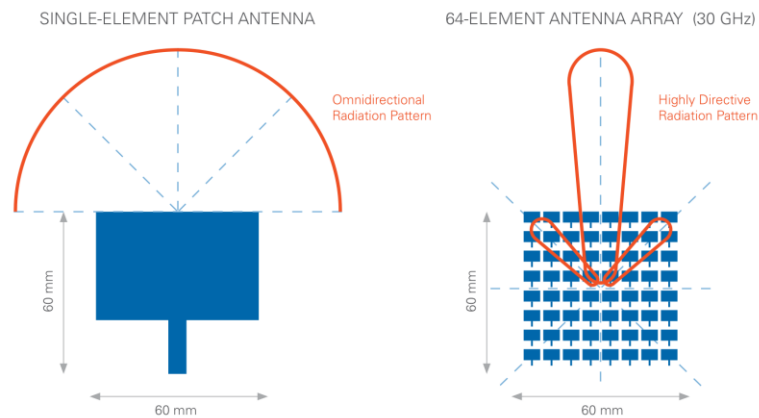 SINGLE-ELEMENT PATCH ANTENNA
Omnidirectional
Radiation Pattern
60 mm
60 mm
64-ELEMENT ANTENNA ARRAY (30 GHz)
Highly Directive
Radiation Pattern
60 mm
60 mm